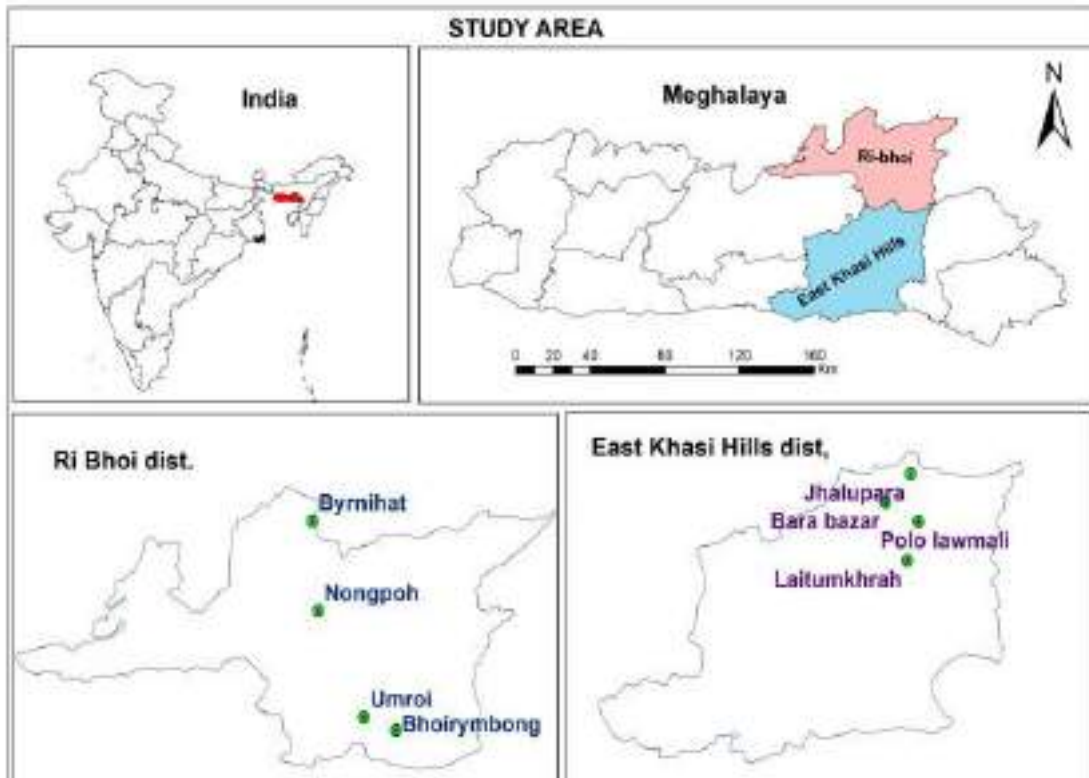 STUDY AREA
India
Meghalaya
N
Ri-bhoi
East Khasi Hills
0 20 40 80 120 160
Km
Ri Bhoi dist.
Byrnihat
Nongpoh
Umroi
Bhoirymbong
East Khasi Hills dist,
Jhalupara
Bara bazar
Polo lawmali
Laitumkhrah